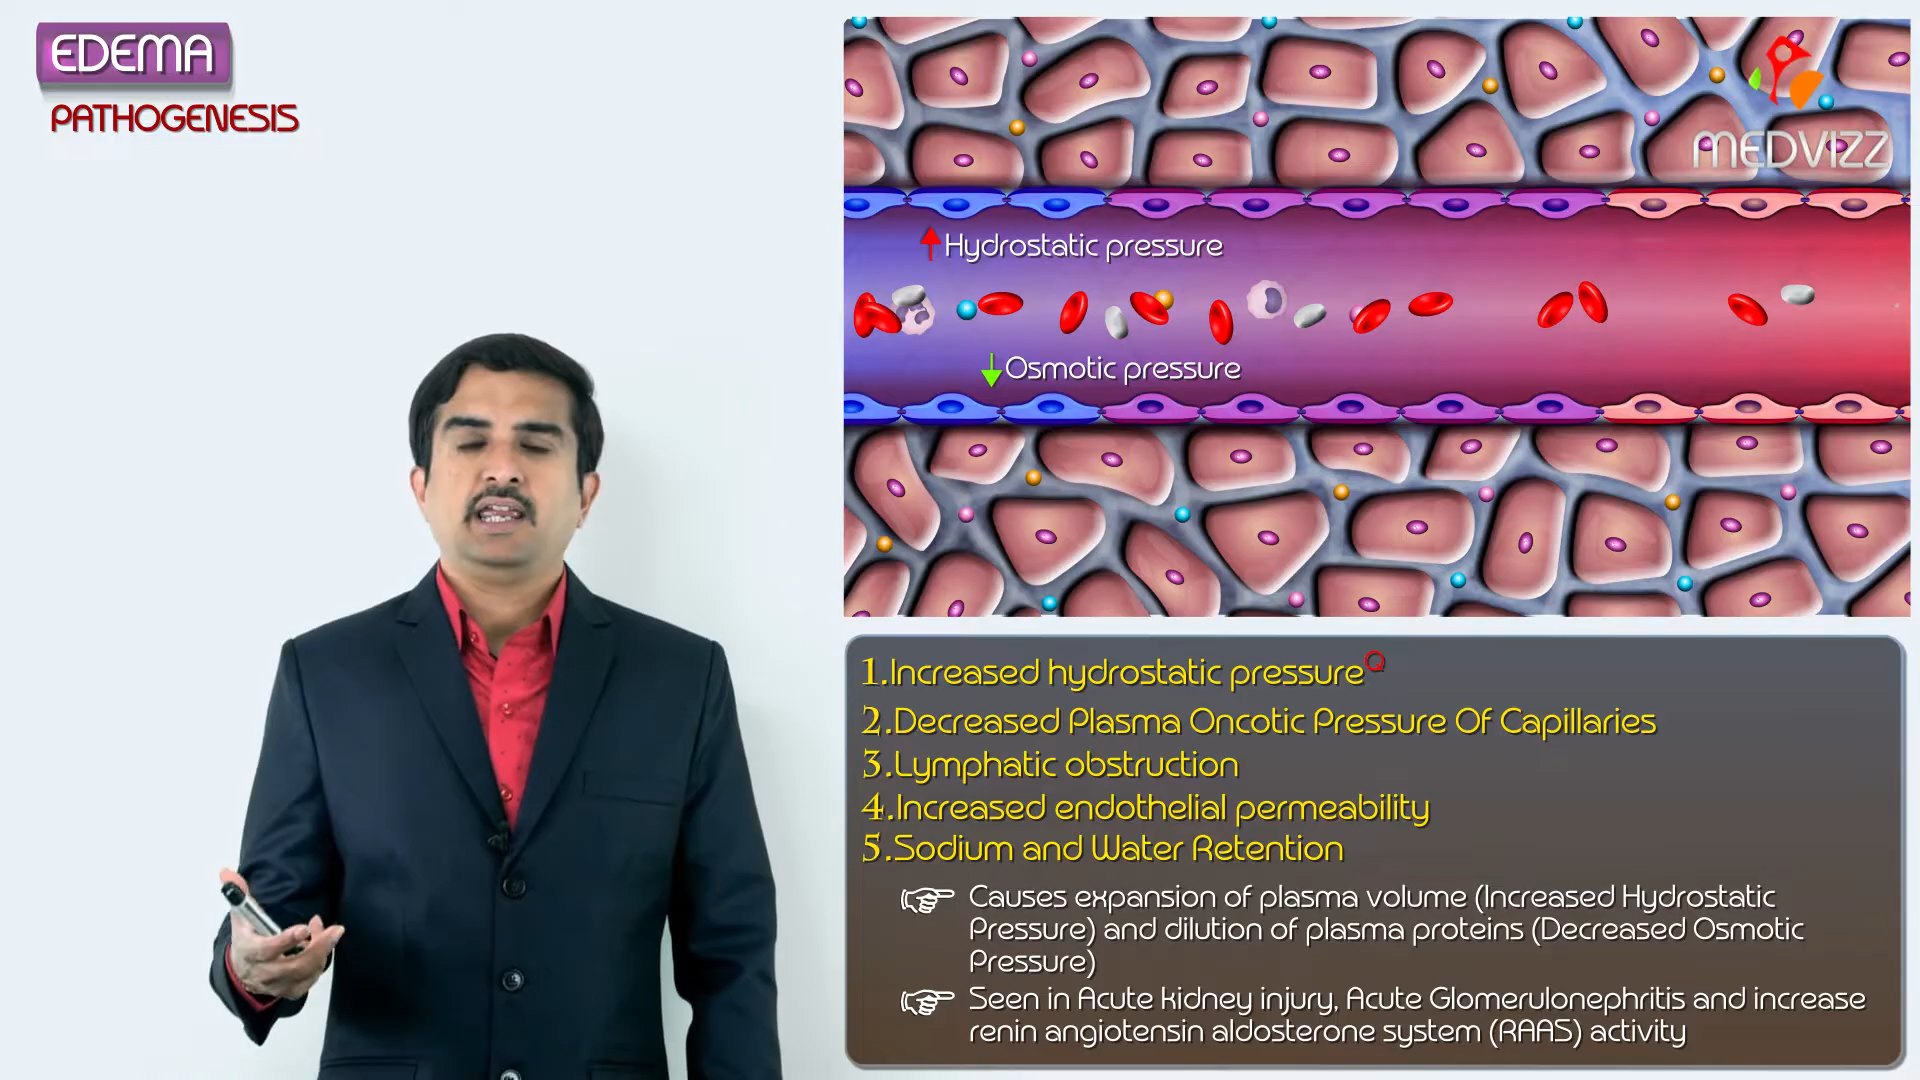 EDEMA
PATHOGENESIS
MEDVIZZ
Hydrostatic pressure
Osmotic pressure
1.Increased hydrostatic pressureQ
2.Decreased Plasma Oncotic Pressure Of Capillaries
3.Lymphatic obstruction
4.Increased endothelial permeability
5.Sodium and Water Retention
Causes expansion of plasma volume (Increased Hydrostatic
Pressure) and dilution of plasma proteins (Decreased Osmotic
Pressure)
Seen in Acute kidney injury, Acute Glomerulonephritis and increase
renin angiotensin aldosterone system (RAAS) activity